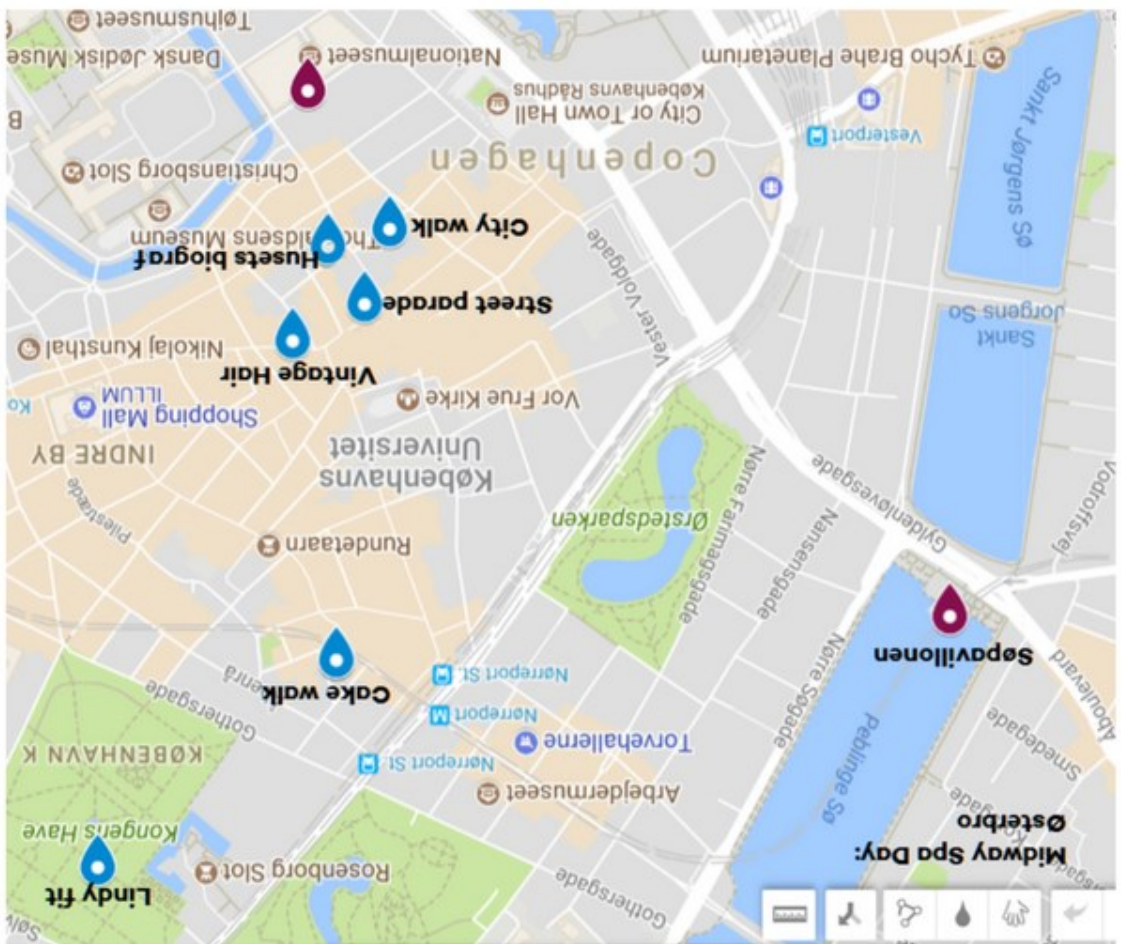 Midway Spa Day:
Østerbro
Gothersgade
Rosenborg Slot
Lindy fit
Kongens Have
Smedegade
Peblinge Sø
Arbejdermuseet
Nørreport St.
KØBENHAVN K
Torvehallerne
Nørreport
Åboulevard
Søpavillonen
Nørre Søgade
Nørreport St.
Cake walk
Gothersgade
Vodroffsvej
Gyldenløvesgade
Nansensgade
Nørre Farimagsgade
Ørstedsparken
Rundetaarn
Pilestræde
Københavns
Universitet
INDRE BY
Vor Frue Kirke
Shopping Mall
ILLUM
Ko
Vintage Hair
Nikolaj Kunsthal
Sankt
Jørgens Sø
Vester Voldgade
Street parade
Husets biograf
City walk
Thorvaldsens Museum
Sankt Jørgens Sø
Copenhagen
Christiansborg Slot
Vesterport
City or Town Hall
Københavns Rådhus
B
Tycho Brahe Planetarium
Nationalmuseet
Dansk Jødisk Muse
Tøjhusmuseet